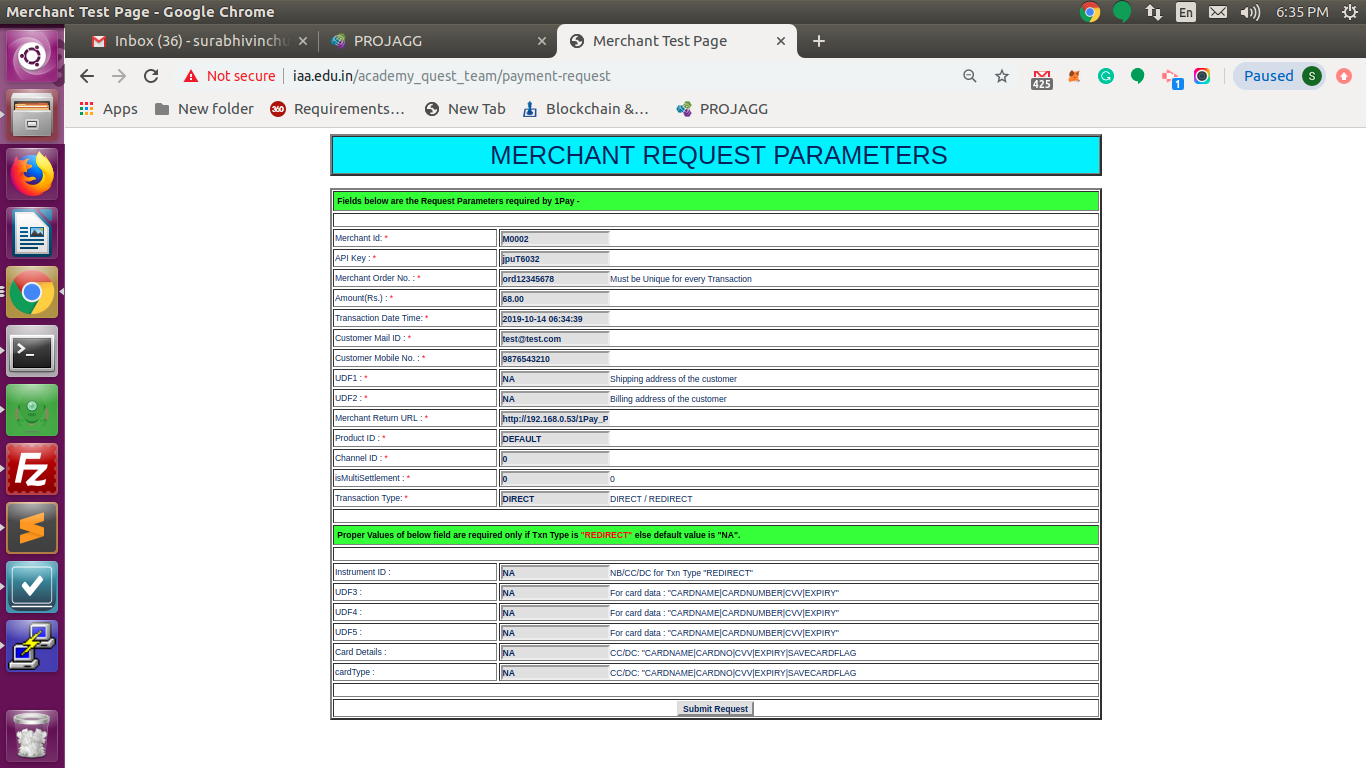 Merchant Test Page - Google Chrome
En
6:35 PM
Inbox (36) - surabhivinchu
PROJAGG
Merchant Test Page
Not secure
iaa.edu.in/academy_quest_team/payment-request
425
1
Paused
S
Apps
New folder
360
Requirements…
New Tab
Blockchain &…
PROJAGG
MERCHANT REQUEST PARAMETERS
Fields below are the Request Parameters required by 1Pay -
Merchant Id: * M0002
API Key : * jpuT6032
Merchant Order No. : * ord12345678 Must be Unique for every Transaction
Amount(Rs.) : * 68.00
Transaction Date Time: * 2019-10-14 06:34:39
Customer Mail ID : * test@test.com
Customer Mobile No. : * 9876543210
UDF1 : * NA Shipping address of the customer
UDF2 : * NA Billing address of the customer
Merchant Return URL : * http://192.168.0.53/1Pay_P
Product ID : * DEFAULT
Channel ID : * 0
isMultiSettlement : * 0 0
Transaction Type: * DIRECT DIRECT / REDIRECT
Proper Values of below field are required only if Txn Type is "REDIRECT" else default value is "NA".
Instrument ID : NA NB/CC/DC for Txn Type "REDIRECT"
UDF3 : NA For card data : "CARDNAME|CARDNUMBER|CVV|EXPIRY"
UDF4 : NA For card data : "CARDNAME|CARDNUMBER|CVV|EXPIRY"
UDF5 : NA For card data : "CARDNAME|CARDNUMBER|CVV|EXPIRY"
Card Details : NA CC/DC: "CARDNAME|CARDNO|CVV|EXPIRY|SAVECARDFLAG
cardType : NA CC/DC: "CARDNAME|CARDNO|CVV|EXPIRY|SAVECARDFLAG
Submit Request